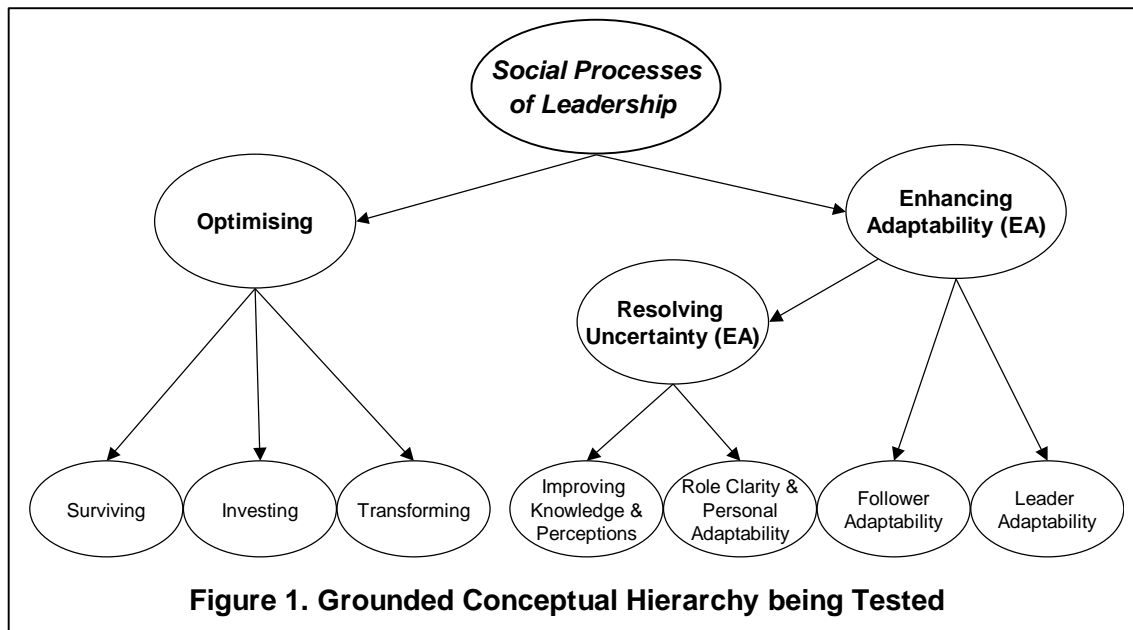 Social Processes
of Leadership
Optimising
Enhancing
Adaptability (EA)
Resolving
Uncertainty (EA)
Surviving
Investing
Transforming
Improving
Knowledge &
Perceptions
Role Clarity &
Personal
Adaptability
Follower
Adaptability
Leader
Adaptability
Figure 1. Grounded Conceptual Hierarchy being Tested